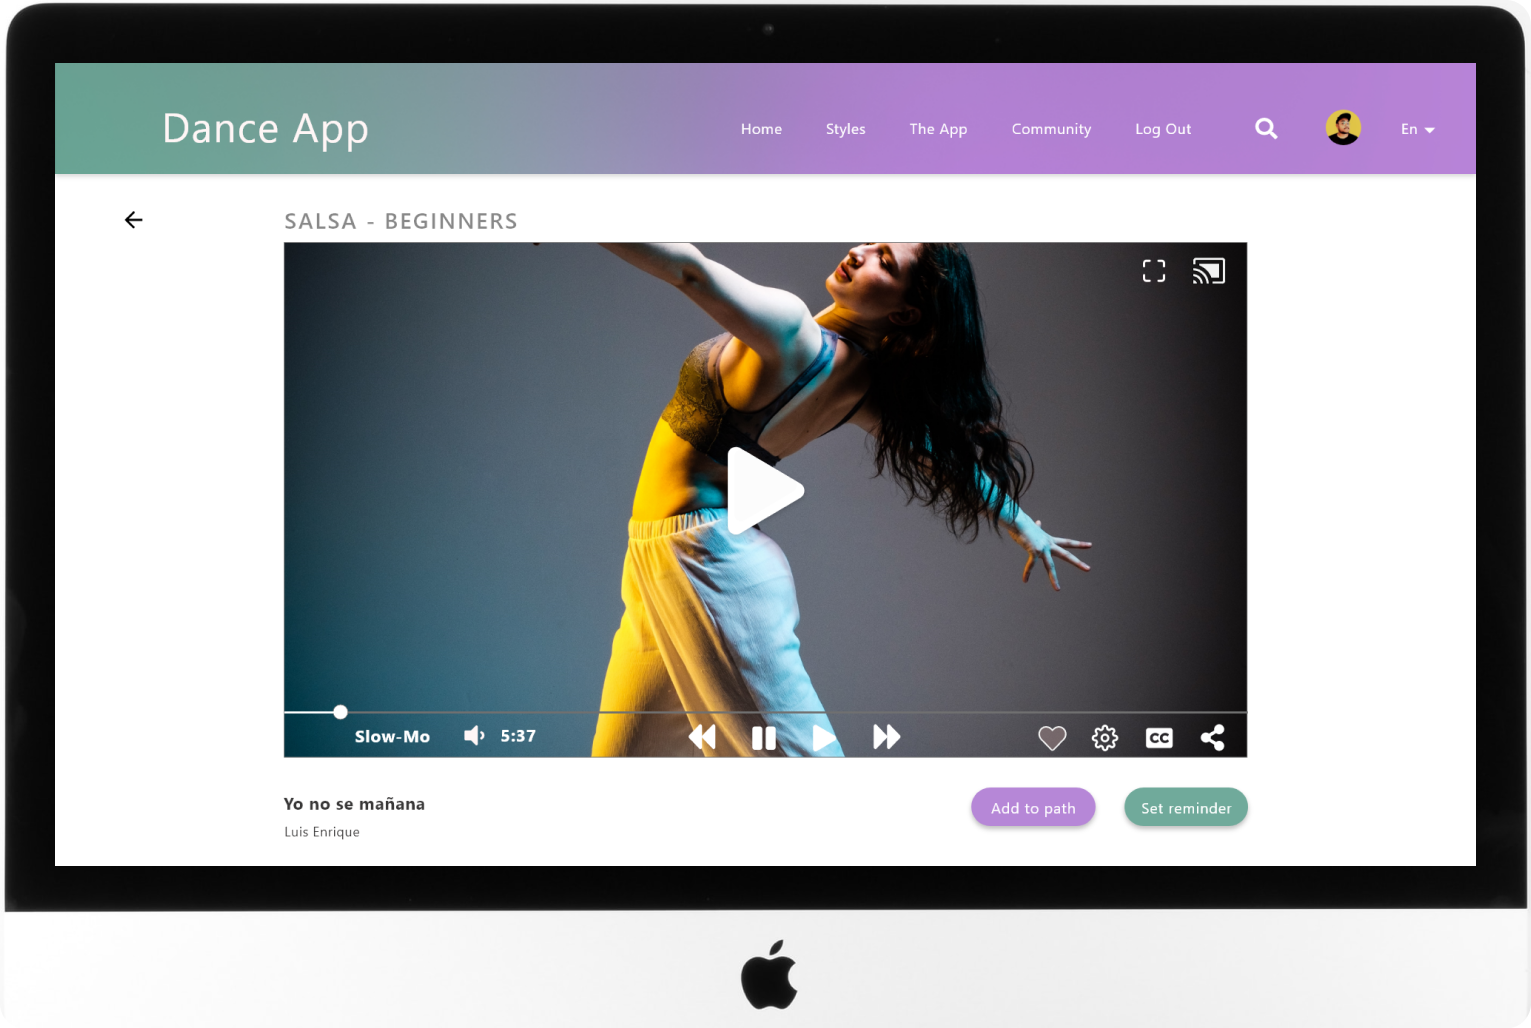 Dance App
Home Styles The App Community Log Out En
SALSA - BEGINNERS
Slow-Mo 5:37 CC
Yo no se mañana
Luis Enrique
Add to path Set reminder